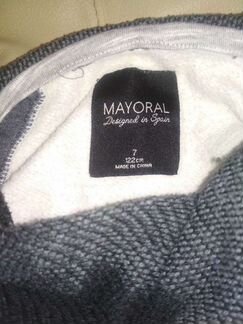 MAYORAL
Designed in Spain
7
122cm
MADE IN CHINA